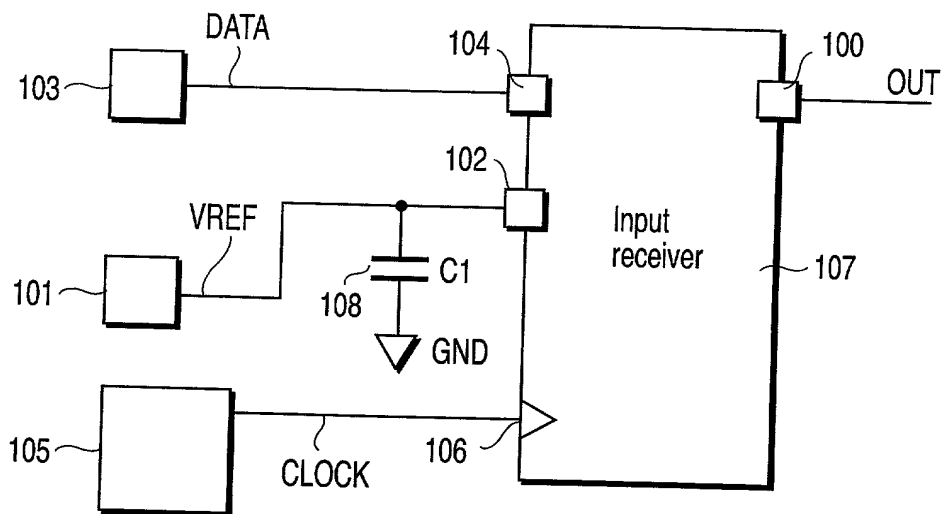 DATA
103
104
100
OUT
102
VREF
Input
receiver
101
108
C1
107
GND
105
106
CLOCK